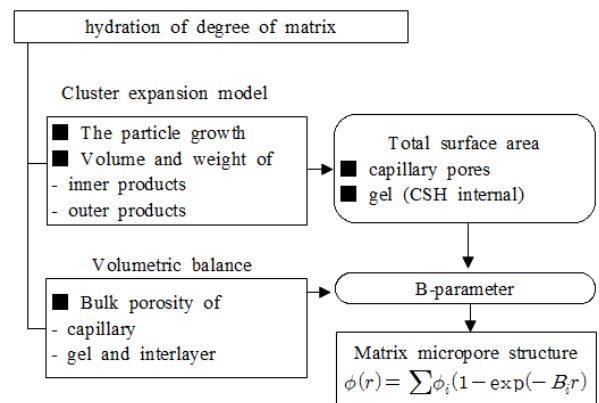 hydration of degree of matrix
Cluster expansion model
■ The particle growth
■ Volume and weight of
- inner products
- outer products
Total surface area
■ capillary pores
■ gel (CSH internal)
Volumetric balance
■ Bulk porosity of
- capillary
- gel and interlayer
B-parameter
Matrix micropore structure
ϕ(r) = ∑ϕᵢ(1−exp(−Bᵢr)